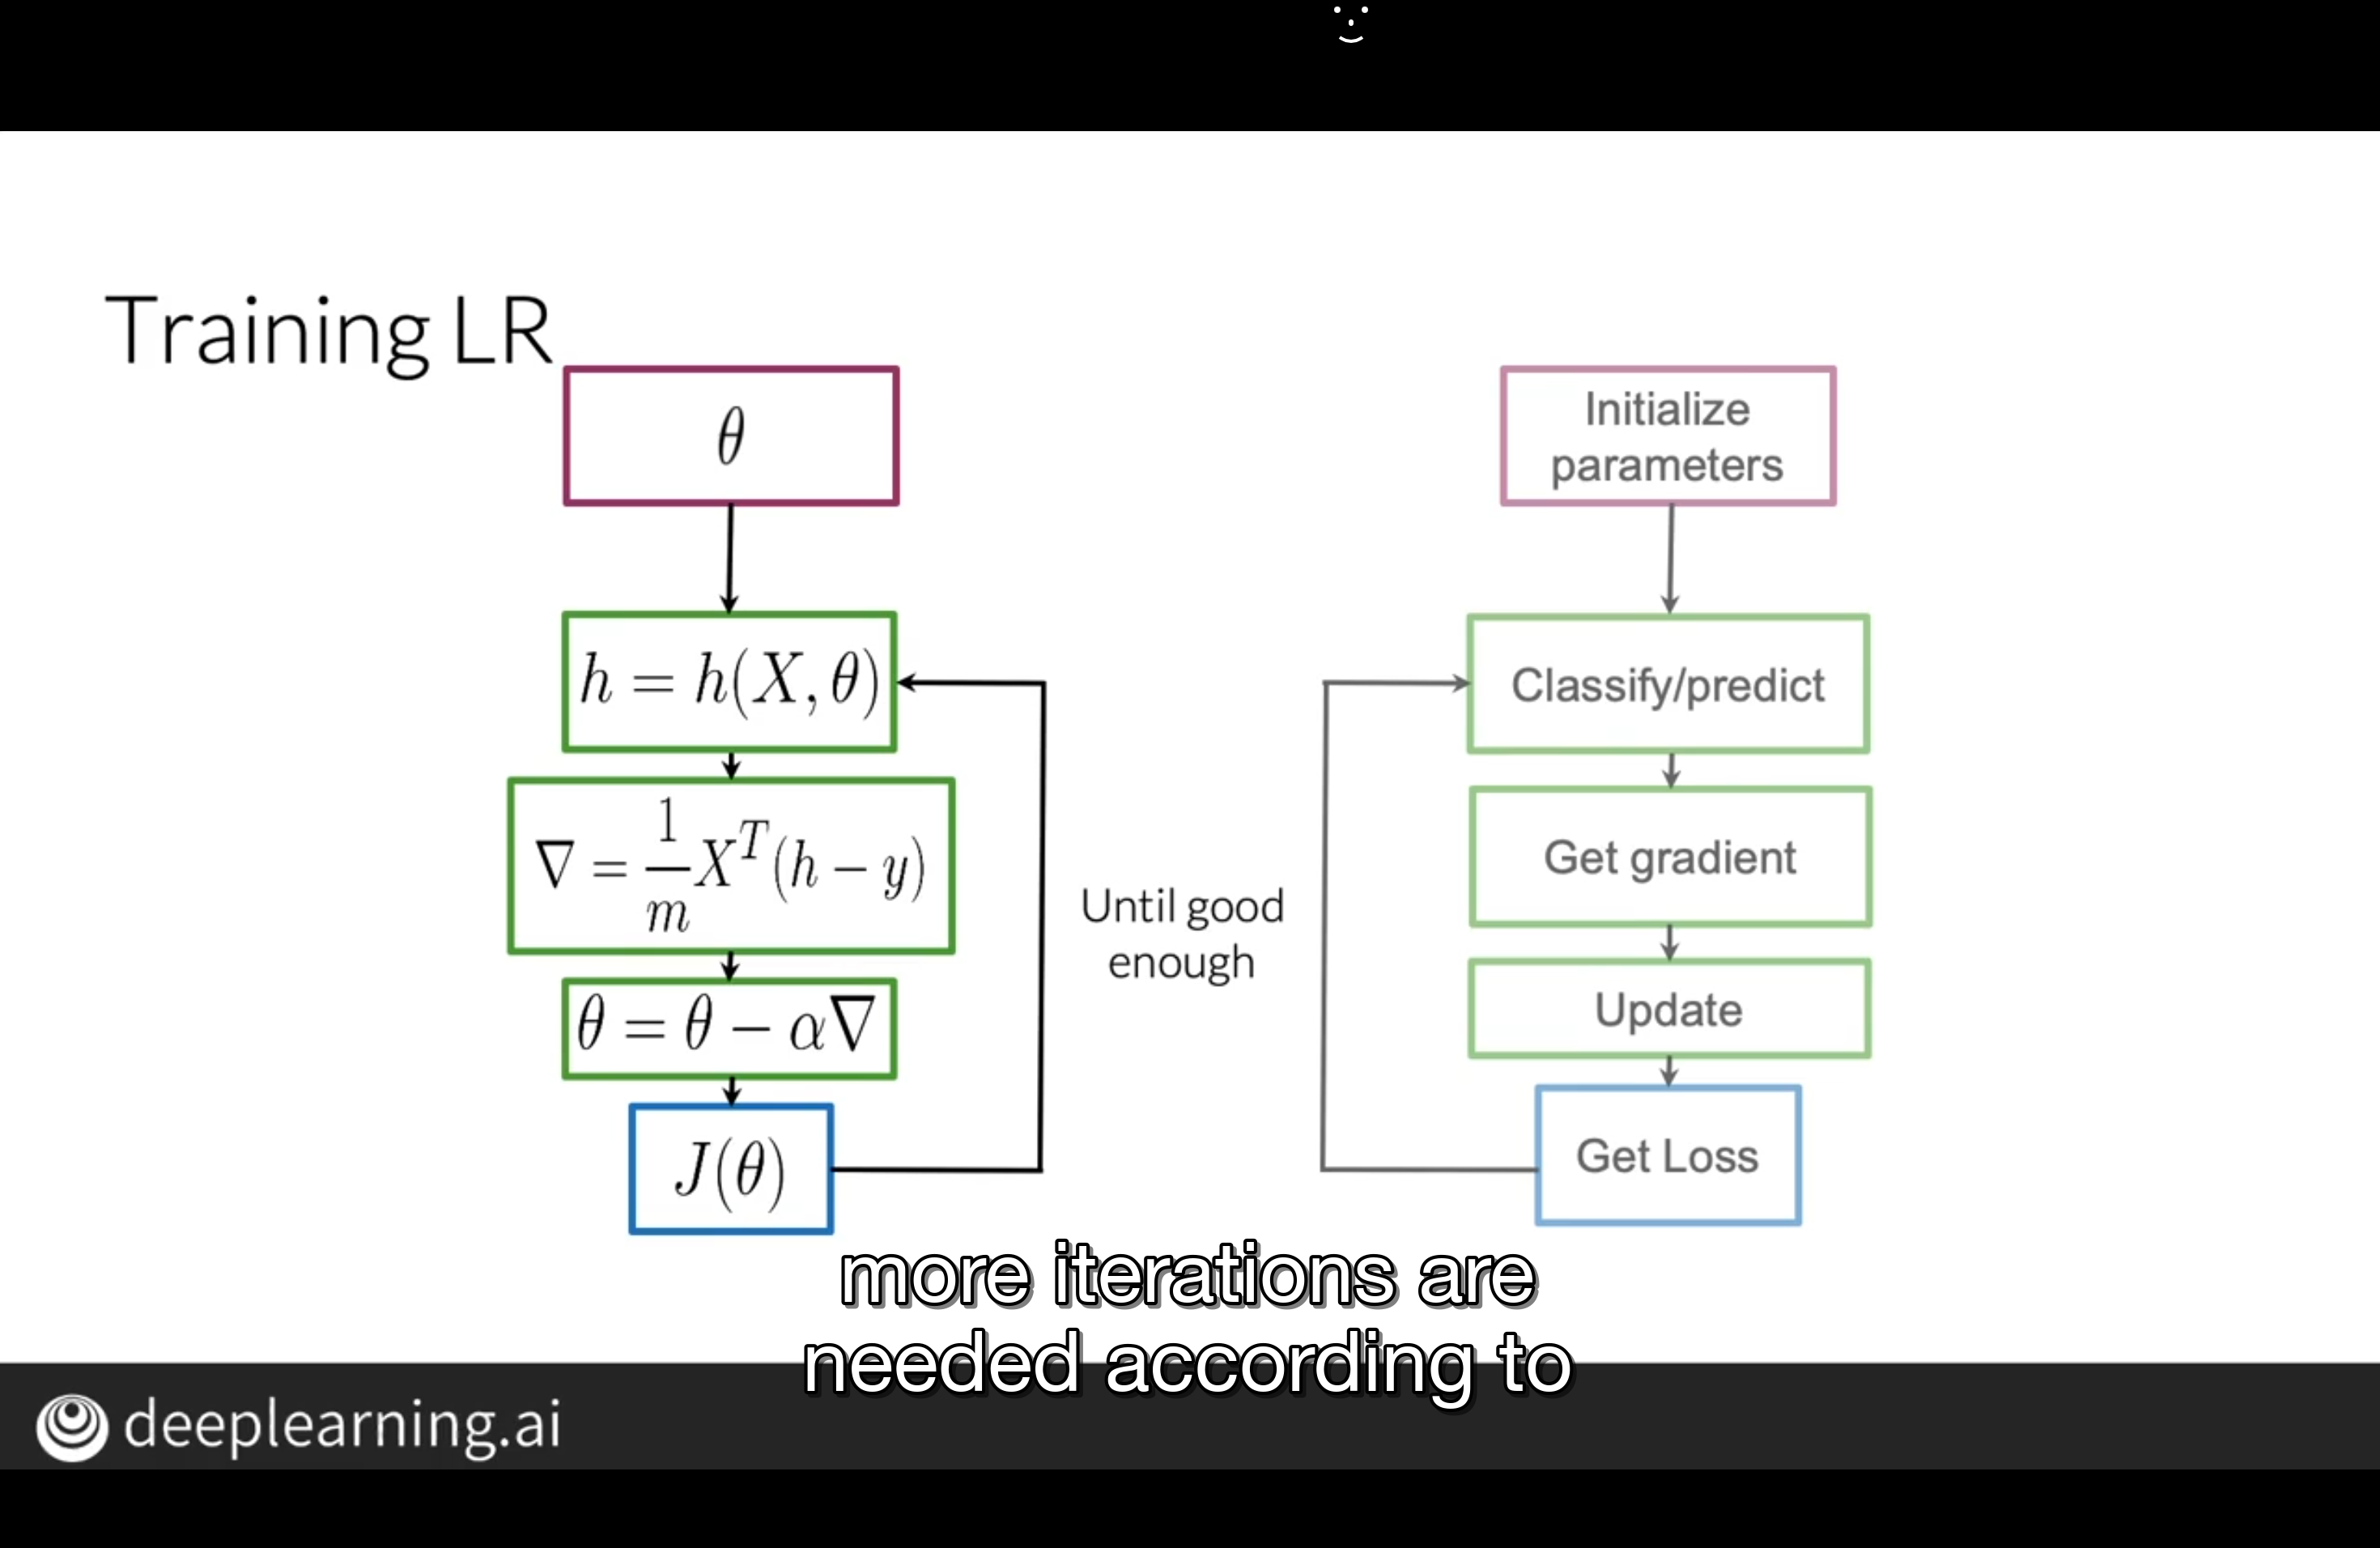 Training LR
θ
h = h(X, θ)
∇ = 1/m X^T (h − y)
θ = θ − α∇
J(θ)
Until good
enough
Initialize
parameters
Classify/predict
Get gradient
Update
Get Loss
more iterations are
needed according to
deeplearning.ai